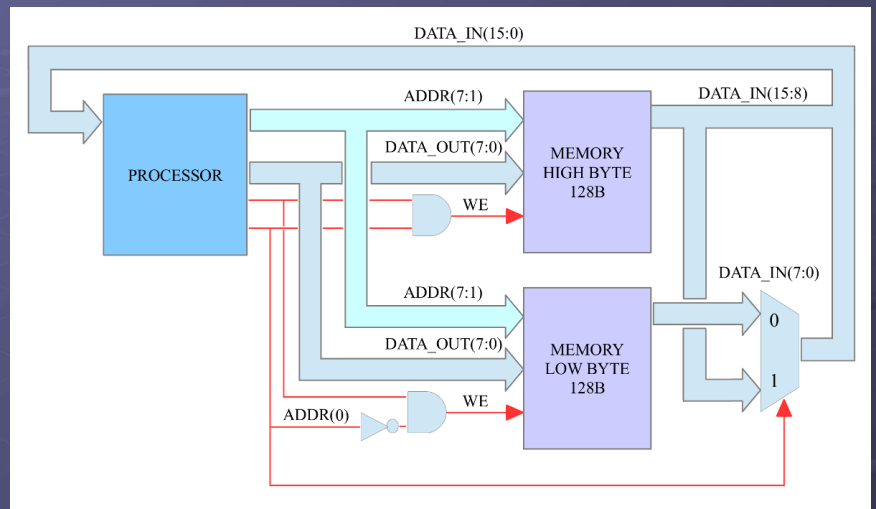 DATA_IN(15:0)
ADDR(7:1)
DATA_IN(15:8)
DATA_OUT(7:0)
PROCESSOR
MEMORY
HIGH BYTE
128B
WE
DATA_IN(7:0)
ADDR(7:1)
0
DATA_OUT(7:0)
MEMORY
LOW BYTE
128B
1
WE
ADDR(0)